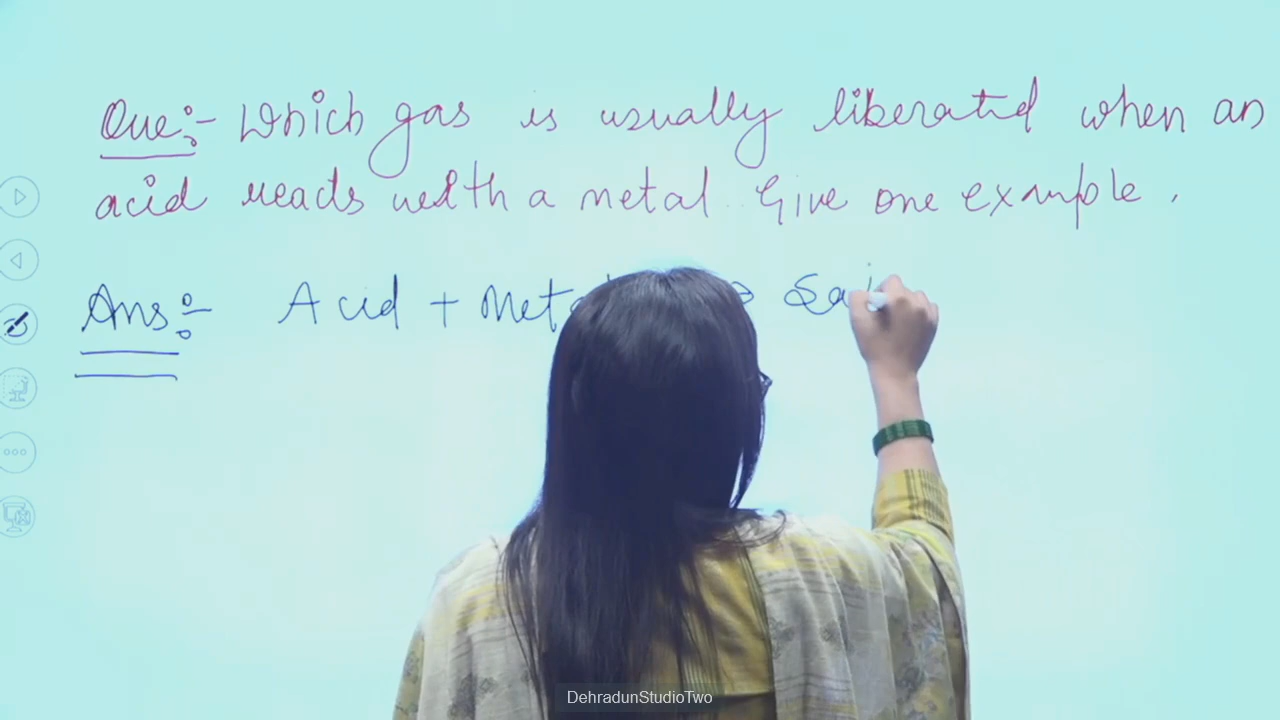 Que:- Which gas is usually liberated when an
acid reacts with a metal. Give one example.
Ans:- Acid + Met
DehradunStudioTwo